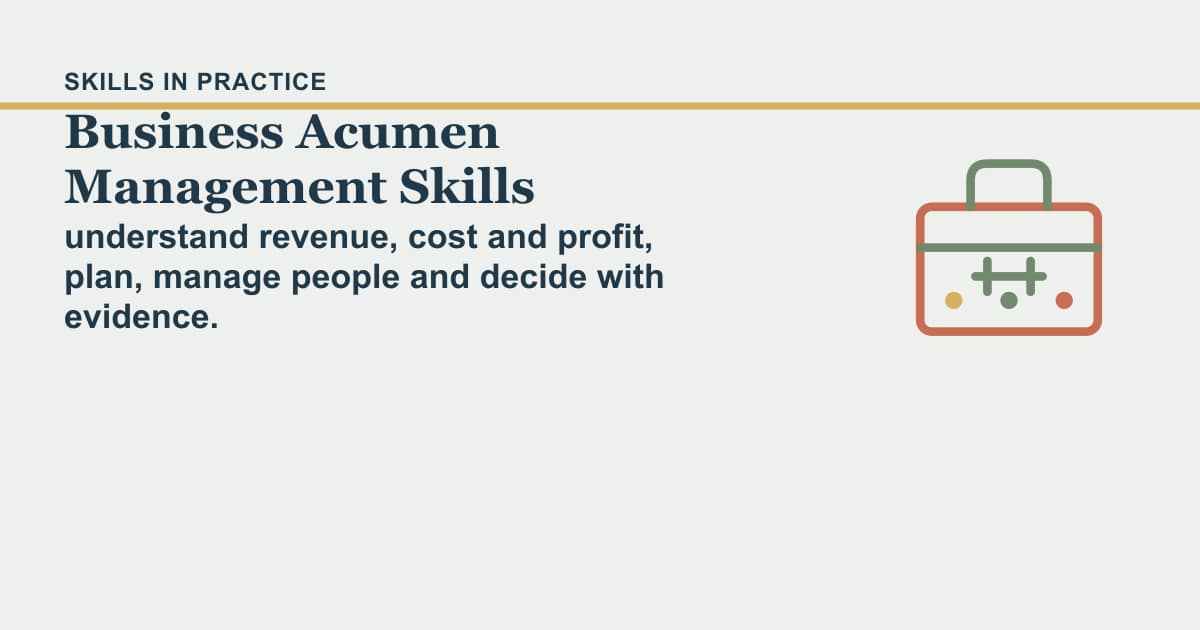 SKILLS IN PRACTICE
Business Acumen
Management Skills
understand revenue, cost and profit,
plan, manage people and decide with
evidence.